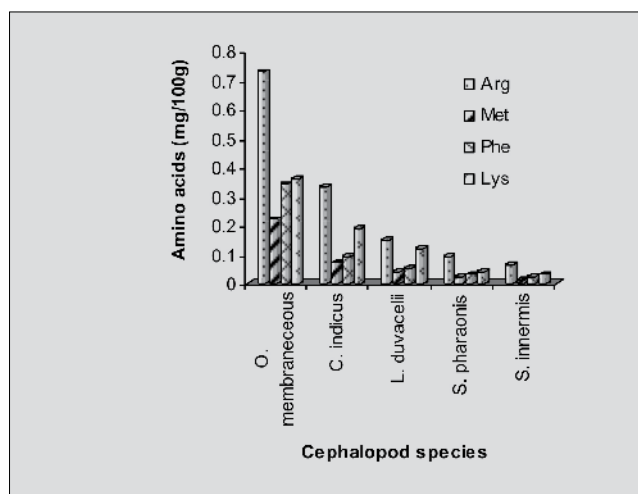 0.8
0.7
0.6
0.5
0.4
0.3
0.2
0.1
0
Amino acids (mg/100g)
Arg
Met
Phe
Lys
O.
membraneceous
C. indicus
L. duvacelii
S. pharaonis
S. innermis
Cephalopod species